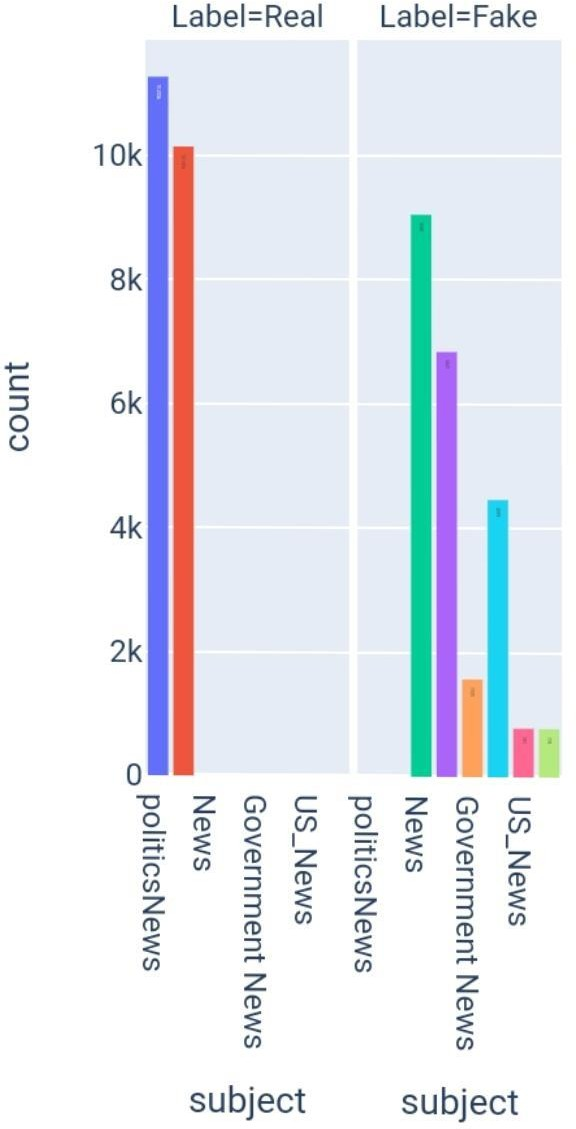 Label=Real
Label=Fake
count
10k
8k
6k
4k
2k
0
politicsNews
News
Government News
US_News
politicsNews
News
Government News
US_News
subject
subject